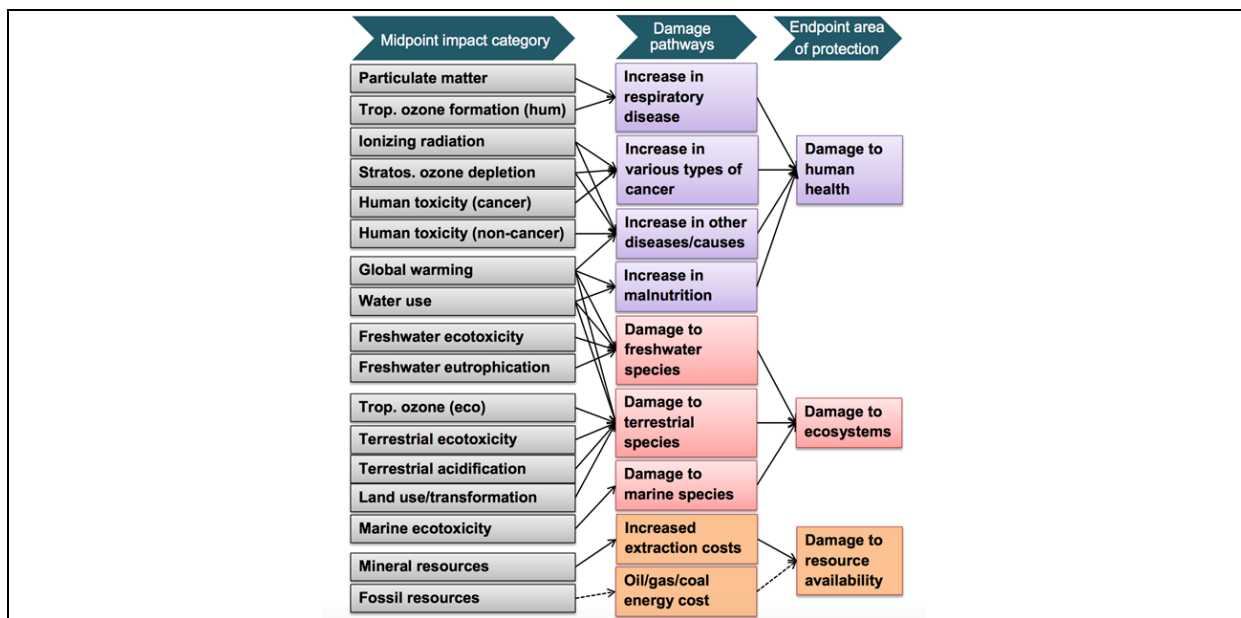 Midpoint impact category
Damage
pathways
Endpoint area
of protection
Particulate matter
Trop. ozone formation (hum)
Ionizing radiation
Stratos. ozone depletion
Human toxicity (cancer)
Human toxicity (non-cancer)
Global warming
Water use
Freshwater ecotoxicity
Freshwater eutrophication
Trop. ozone (eco)
Terrestrial ecotoxicity
Terrestrial acidification
Land use/transformation
Marine ecotoxicity
Mineral resources
Fossil resources
Increase in
respiratory
disease
Increase in
various types of
cancer
Increase in other
diseases/causes
Increase in
malnutrition
Damage to
freshwater
species
Damage to
terrestrial
species
Damage to
marine species
Increased
extraction costs
Oil/gas/coal
energy cost
Damage to
human
health
Damage to
ecosystems
Damage to
resource
availability